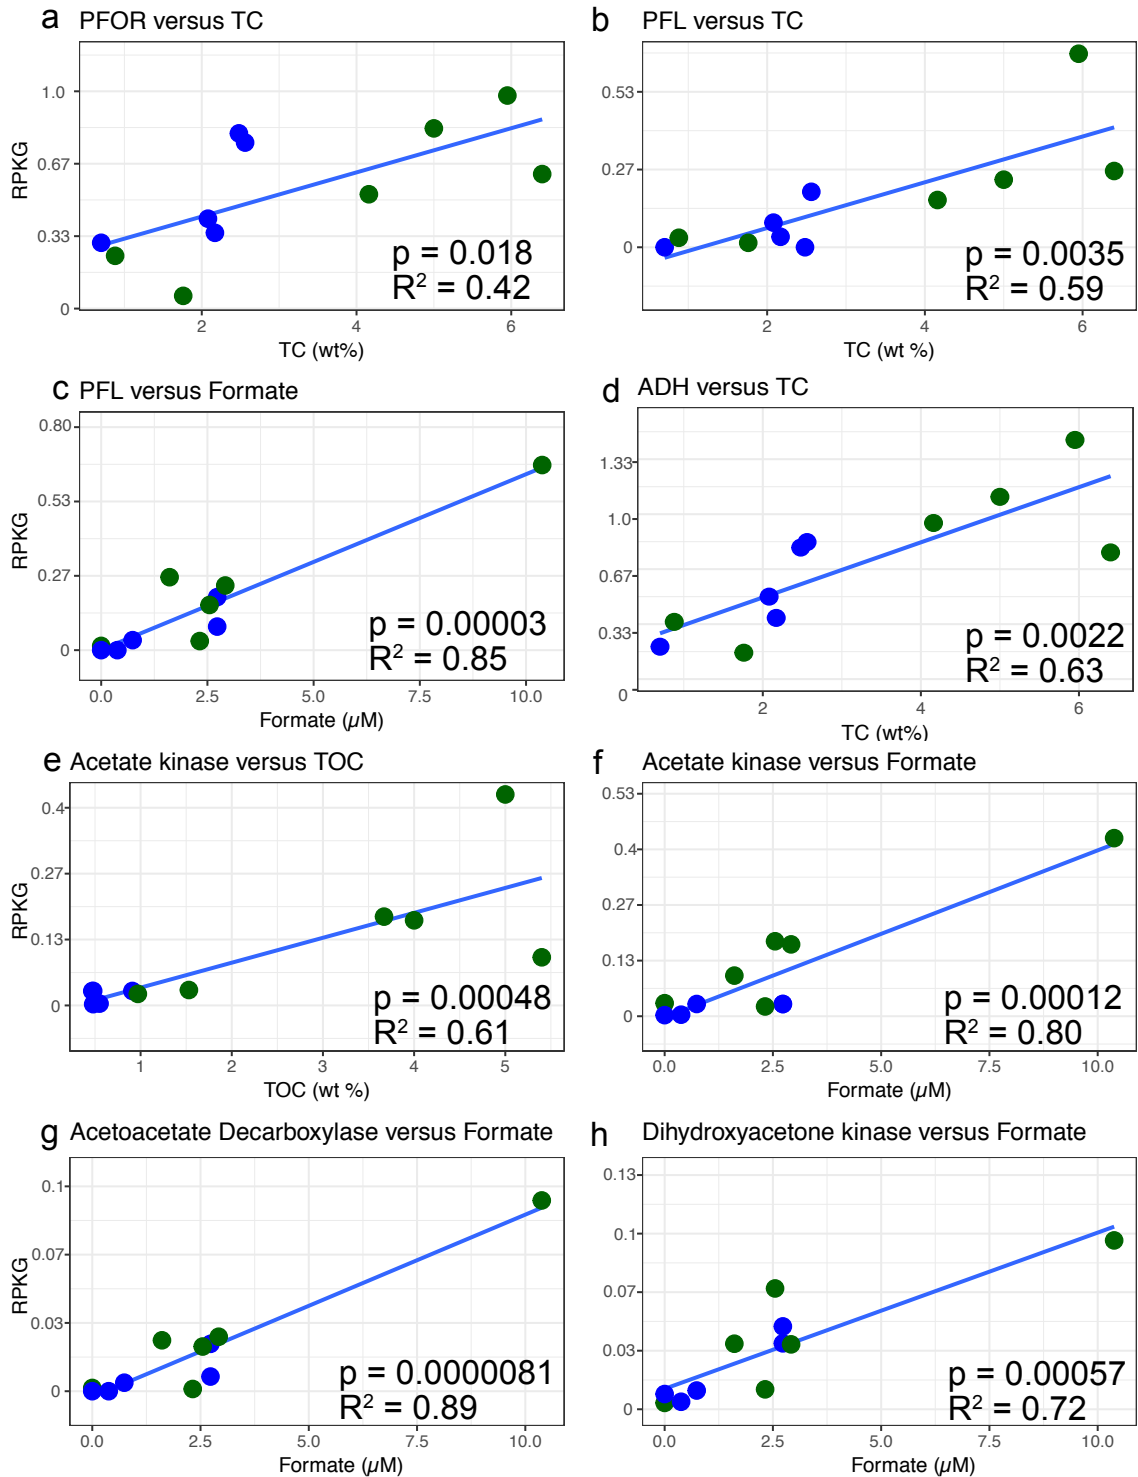 a PFOR versus TC
RPKG
1.0
0.67
0.33
0
p = 0.018
R² = 0.42
2 4 6
TC (wt%)
b PFL versus TC
0.53
0.27
0
p = 0.0035
R² = 0.59
2 4 6
TC (wt %)
c PFL versus Formate
RPKG
0.80
0.53
0.27
0
p = 0.00003
R² = 0.85
0.0 2.5 5.0 7.5 10.0
Formate (µM)
d ADH versus TC
1.33
1.0
0.67
0.33
0
p = 0.0022
R² = 0.63
2 4 6
TC (wt%)
e Acetate kinase versus TOC
RPKG
0.4
0.27
0.13
0
p = 0.00048
R² = 0.61
1 2 3 4 5
TOC (wt %)
f Acetate kinase versus Formate
0.53
0.4
0.27
0.13
0
p = 0.00012
R² = 0.80
0.0 2.5 5.0 7.5 10.0
Formate (µM)
g Acetoacetate Decarboxylase versus Formate
RPKG
0.1
0.07
0.03
0
p = 0.0000081
R² = 0.89
0.0 2.5 5.0 7.5 10.0
Formate (µM)
h Dihydroxyacetone kinase versus Formate
0.13
0.1
0.07
0.03
0
p = 0.00057
R² = 0.72
0.0 2.5 5.0 7.5 10.0
Formate (µM)